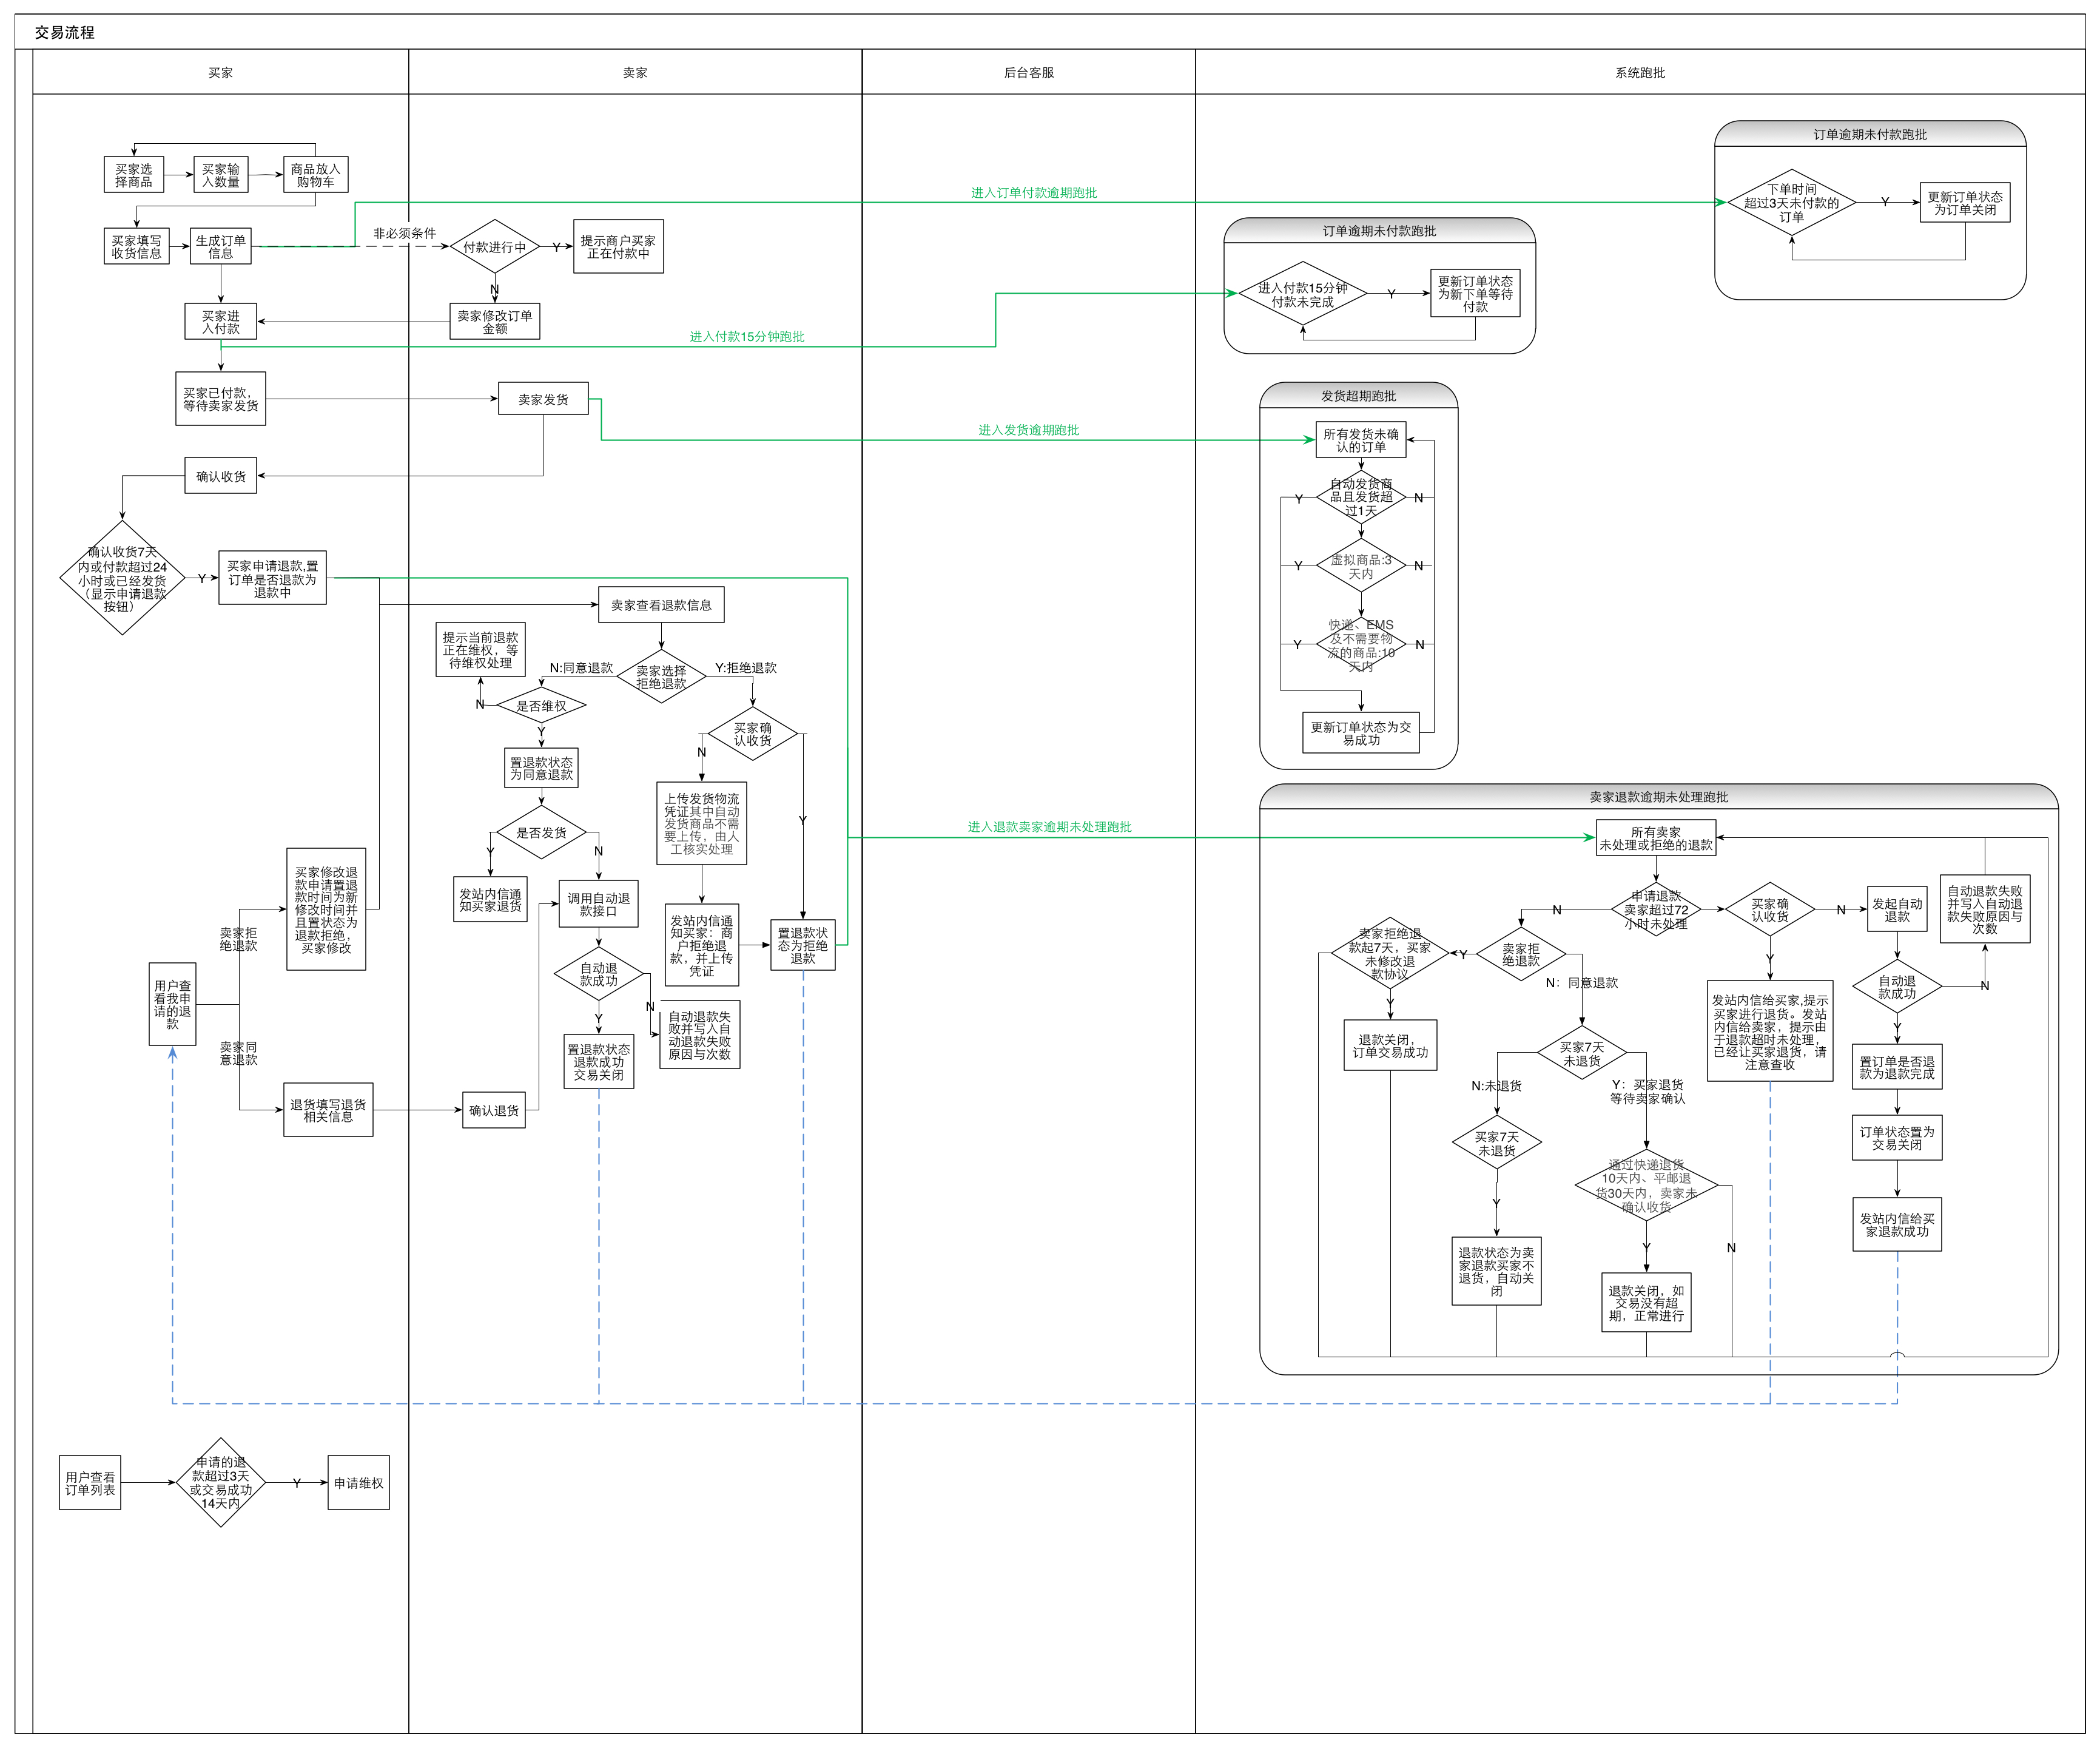 交易流程
买家
卖家
后台客服
系统跑批
买家选
择商品
买家输
入数量
商品放入
购物车
买家填写
收货信息
生成订单
信息
非必须条件
付款进行中
Y
提示商户买家
正在付款中
N
买家进
入付款
卖家修改订单
金额
进入订单付款逾期跑批
进入付款15分钟跑批
买家已付款，
等待卖家发货
卖家发货
进入发货逾期跑批
确认收货
确认收货7天
内或付款超过24
小时或已经发货
（显示申请退款
按钮）
Y
买家申请退款,置
订单是否退款为
退款中
卖家查看退款信息
提示当前退款
正在维权，等
待维权处理
N:同意退款
卖家选择
拒绝退款
Y:拒绝退款
N
是否维权
Y
买家确
认收货
N
Y
置退款状态
为同意退款
是否发货
Y
N
上传发货物流
凭证其中自动
发货商品不需
要上传，由人
工核实处理
发站内信通
知买家退货
调用自动退
款接口
发站内信通
知买家：商
户拒绝退
款，并上传
凭证
置退款状
态为拒绝
退款
自动退
款成功
N
Y
自动退款失
败并写入自
动退款失败
原因与次数
置退款状态
退款成功
交易关闭
进入退款卖家逾期未处理跑批
买家修改退
款申请置退
款时间为新
修改时间并
且置状态为
退款拒绝，
买家修改
卖家拒
绝退款
用户查
看我申
请的退
款
卖家同
意退款
退货填写退货
相关信息
确认退货
用户查看
订单列表
申请的退
款超过3天
或交易成功
14天内
Y
申请维权
订单逾期未付款跑批
下单时间
超过3天未付款的
订单
Y
更新订单状态
为订单关闭
订单逾期未付款跑批
进入付款15分钟
付款未完成
Y
更新订单状态
为新下单等待
付款
发货超期跑批
所有发货未确
认的订单
自动发货商
品且发货超
过1天
Y
N
虚拟商品:3
天内
Y
N
快递、EMS
及不需要物
流的商品:10
天内
Y
N
更新订单状态为交
易成功
卖家退款逾期未处理跑批
所有卖家
未处理或拒绝的退款
申请退款
卖家超过72
小时未处理
N
买家确
认收货
N
Y
发起自动
退款
自动退款失败
并写入自动退
款失败原因与
次数
卖家拒绝退
款起7天，买家
未修改退
款协议
Y
卖家拒
绝退款
N：同意退款
Y
退款关闭，
订单交易成功
买家7天
未退货
N:未退货
Y：买家退货
等待卖家确认
买家7天
未退货
Y
退款状态为卖
家退款买家不
退货，自动关
闭
通过快递退货
10天内、平邮退
货30天内，卖家未
确认收货
Y
N
退款关闭，如
交易没有超
期，正常进行
发站内信给买家,提示
买家进行退货。发站
内信给卖家，提示由
于退款超时未处理，
已经让买家退货，请
注意查收
自动退
款成功
N
Y
置订单是否退
款为退款完成
订单状态置为
交易关闭
发站内信给买
家退款成功